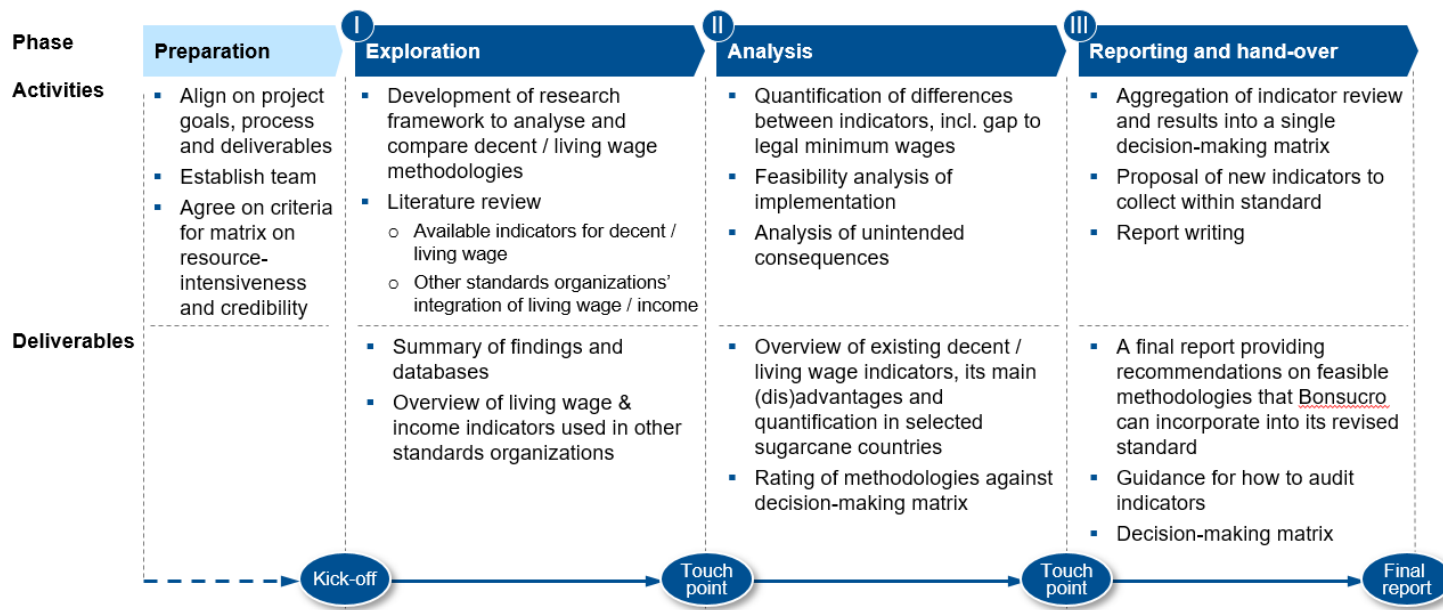 Phase
Preparation
I
Exploration
II
Analysis
III
Reporting and hand-over
Activities
▪ Align on project
goals, process
and deliverables
▪ Establish team
▪ Agree on criteria
for matrix on
resource-
intensiveness
and credibility
▪ Development of research
framework to analyse and
compare decent / living wage
methodologies
▪ Literature review
o Available indicators for decent /
living wage
o Other standards organizations'
integration of living wage / income
▪ Quantification of differences
between indicators, incl. gap to
legal minimum wages
▪ Feasibility analysis of
implementation
▪ Analysis of unintended
consequences
▪ Aggregation of indicator review
and results into a single
decision-making matrix
▪ Proposal of new indicators to
collect within standard
▪ Report writing
Deliverables
▪ Summary of findings and
databases
▪ Overview of living wage &
income indicators used in other
standards organizations
▪ Overview of existing decent /
living wage indicators, its main
(dis)advantages and
quantification in selected
sugarcane countries
▪ Rating of methodologies against
decision-making matrix
▪ A final report providing
recommendations on feasible
methodologies that Bonsucro
can incorporate into its revised
standard
▪ Guidance for how to audit
indicators
▪ Decision-making matrix
Kick-off
Touch
point
Touch
point
Final
report